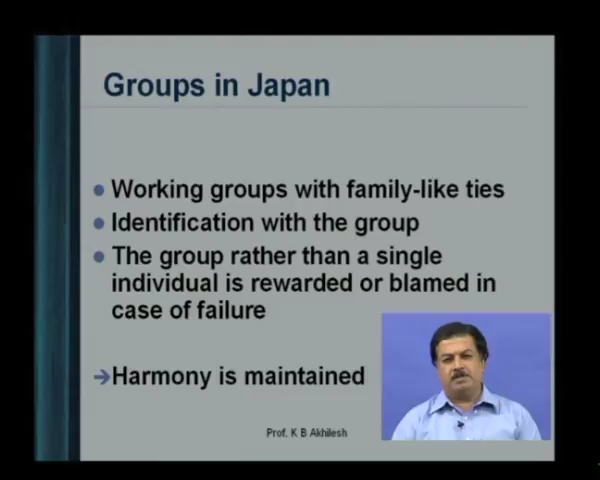 Groups in Japan
Working groups with family-like ties
Identification with the group
The group rather than a single
individual is rewarded or blamed in
case of failure
Harmony is maintained
Prof. K B Akhilesh